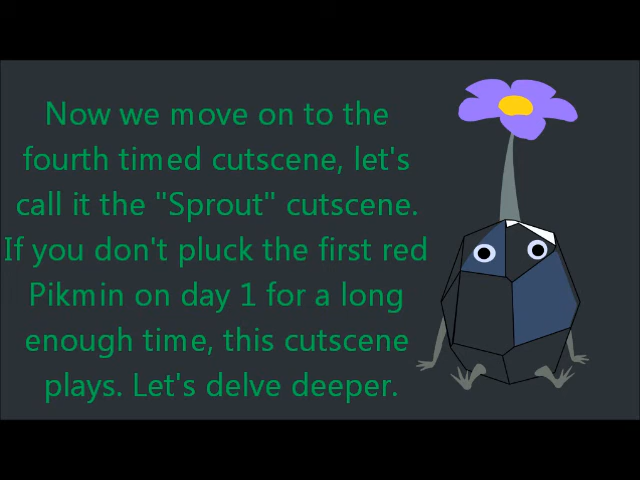 Now we move on to the
fourth timed cutscene, let's
call it the "Sprout" cutscene.
If you don't pluck the first red
Pikmin on day 1 for a long
enough time, this cutscene
plays. Let's delve deeper.